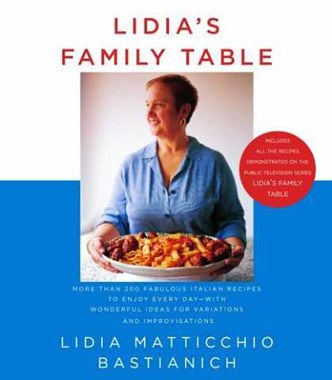 LIDIA'S
FAMILY TABLE
INCLUDES
ALL THE RECIPES
DEMONSTRATED ON THE
PUBLIC TELEVISION SERIES
LIDIA'S FAMILY
TABLE
MORE THAN 200 FABULOUS ITALIAN RECIPES
TO ENJOY EVERY DAY—WITH
WONDERFUL IDEAS FOR VARIATIONS
AND IMPROVISATIONS
LIDIA MATTICCHIO
BASTIANICH